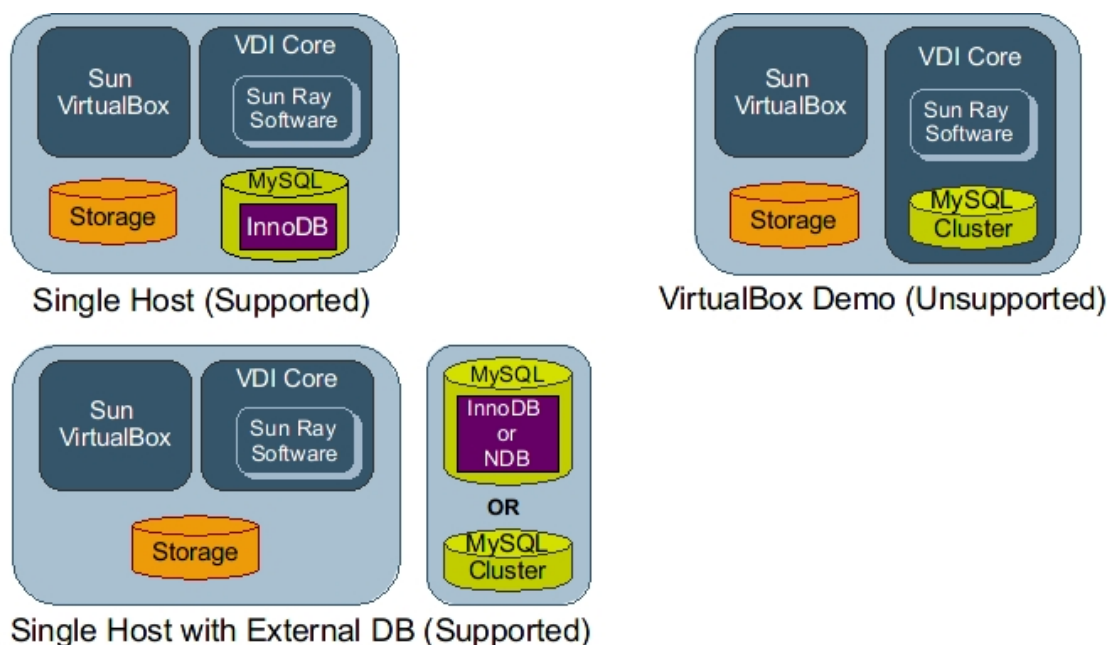 Sun
VirtualBox
VDI Core
Sun Ray
Software
Storage
MySQL
InnoDB
Single Host (Supported)
Sun
VirtualBox
VDI Core
Sun Ray
Software
Storage
MySQL
Cluster
VirtualBox Demo (Unsupported)
Sun
VirtualBox
VDI Core
Sun Ray
Software
Storage
MySQL
InnoDB
or
NDB
OR
MySQL
Cluster
Single Host with External DB (Supported)